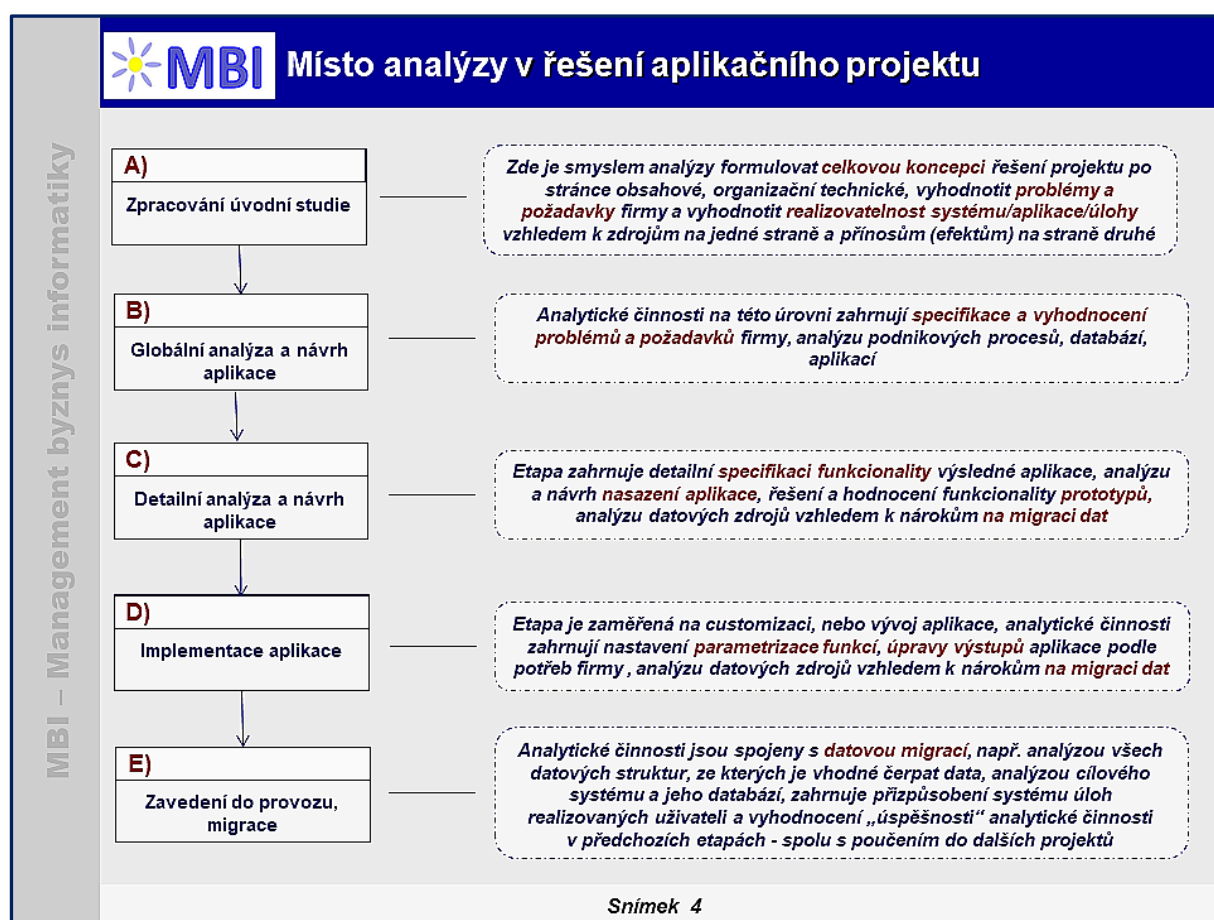 MBI
Místo analýzy v řešení aplikačního projektu
MBI – Management byznys informatiky
A)
Zpracování úvodní studie
Zde je smyslem analýzy formulovat celkovou koncepci řešení projektu po
stránce obsahové, organizační technické, vyhodnotit problémy a
požadavky firmy a vyhodnotit realizovatelnost systému/aplikace/úlohy
vzhledem k zdrojům na jedné straně a přínosům (efektům) na straně druhé
B)
Globální analýza a návrh
aplikace
Analytické činnosti na této úrovni zahrnují specifikace a vyhodnocení
problémů a požadavků firmy, analýzu podnikových procesů, databází,
aplikací
C)
Detailní analýza a návrh
aplikace
Etapa zahrnuje detailní specifikaci funkcionality výsledné aplikace, analýzu
a návrh nasazení aplikace, řešení a hodnocení funkcionality prototypů,
analýzu datových zdrojů vzhledem k nárokům na migraci dat
D)
Implementace aplikace
Etapa je zaměřená na customizaci, nebo vývoj aplikace, analytické činnosti
zahrnují nastavení parametrizace funkcí, úpravy výstupů aplikace podle
potřeb firmy , analýzu datových zdrojů vzhledem k nárokům na migraci dat
E)
Zavedení do provozu,
migrace
Analytické činnosti jsou spojeny s datovou migrací, např. analýzou všech
datových struktur, ze kterých je vhodné čerpat data, analýzou cílového
systému a jeho databází, zahrnuje přizpůsobení systému úloh
realizovaných uživateli a vyhodnocení „úspěšnosti“ analytické činnosti
v předchozích etapách - spolu s poučením do dalších projektů
Snímek 4